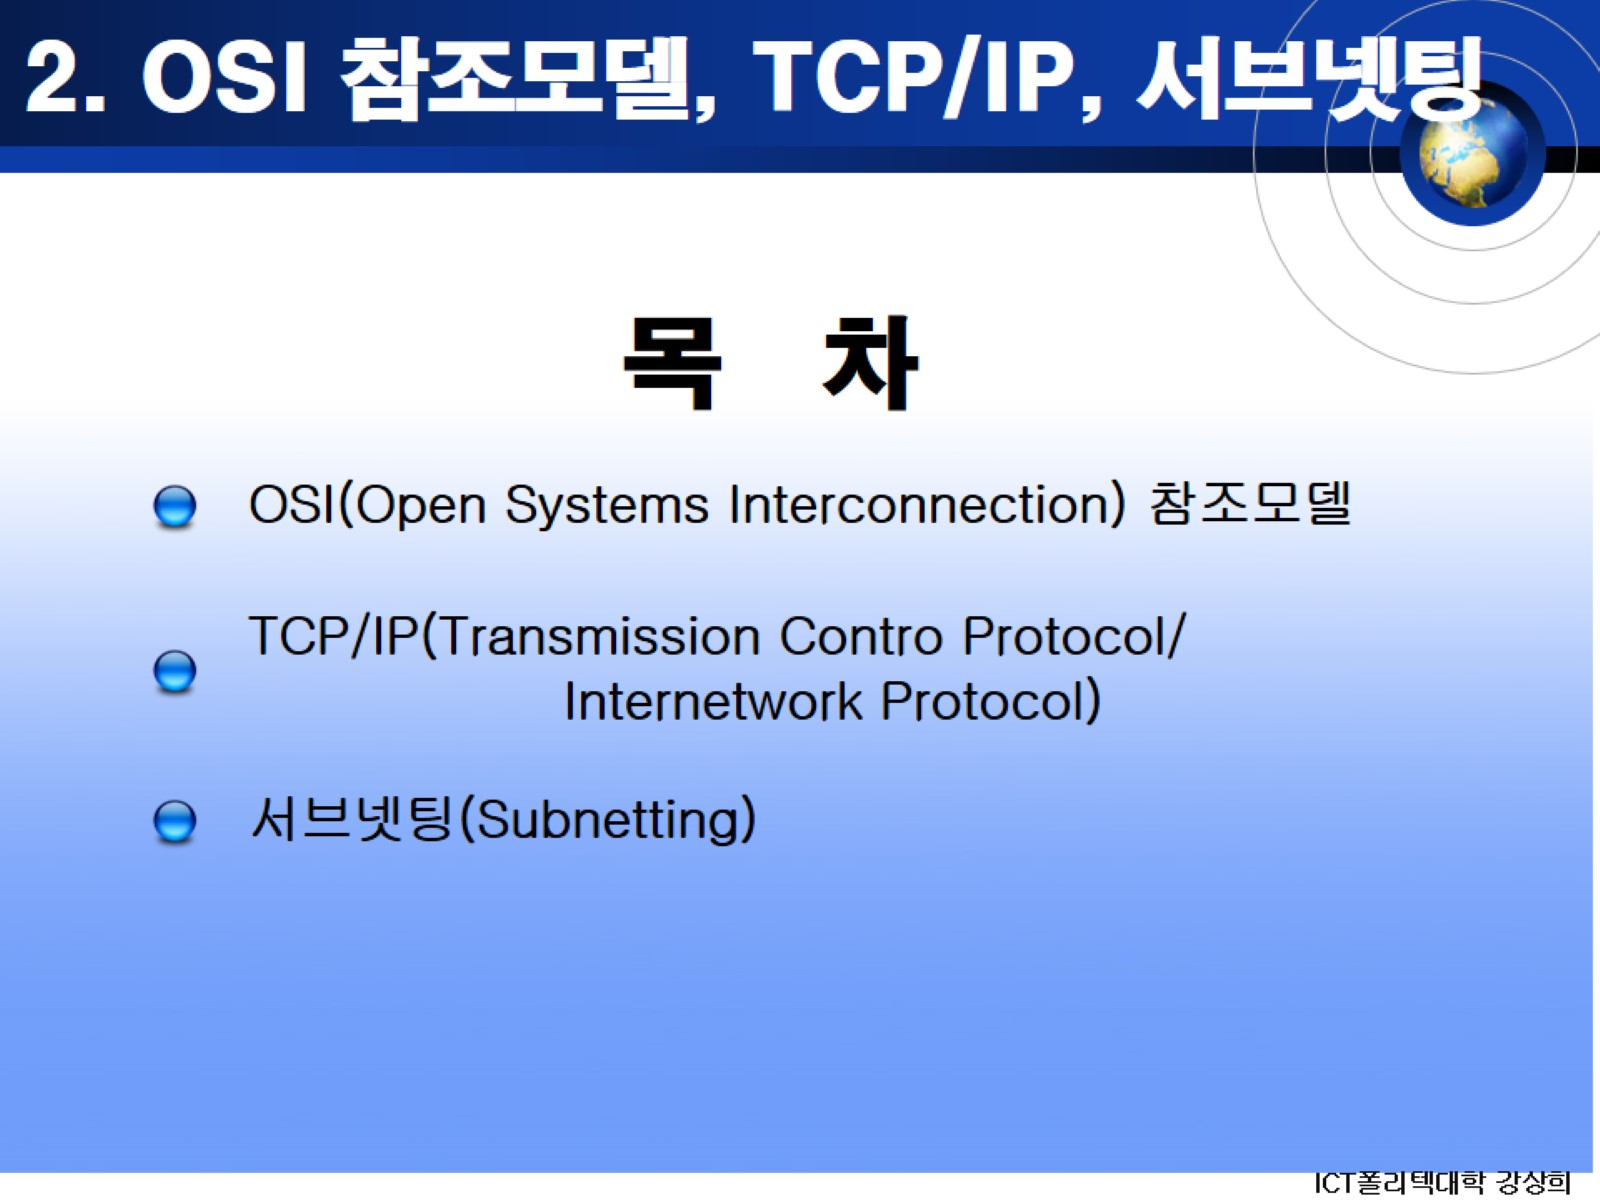 2. OSI 참조모델, TCP/IP, 서브넷팅
목 차
OSI(Open Systems Interconnection) 참조모델
TCP/IP(Transmission Contro Protocol/
Internetwork Protocol)
서브넷팅(Subnetting)
ICT폴리텍대학 강상희